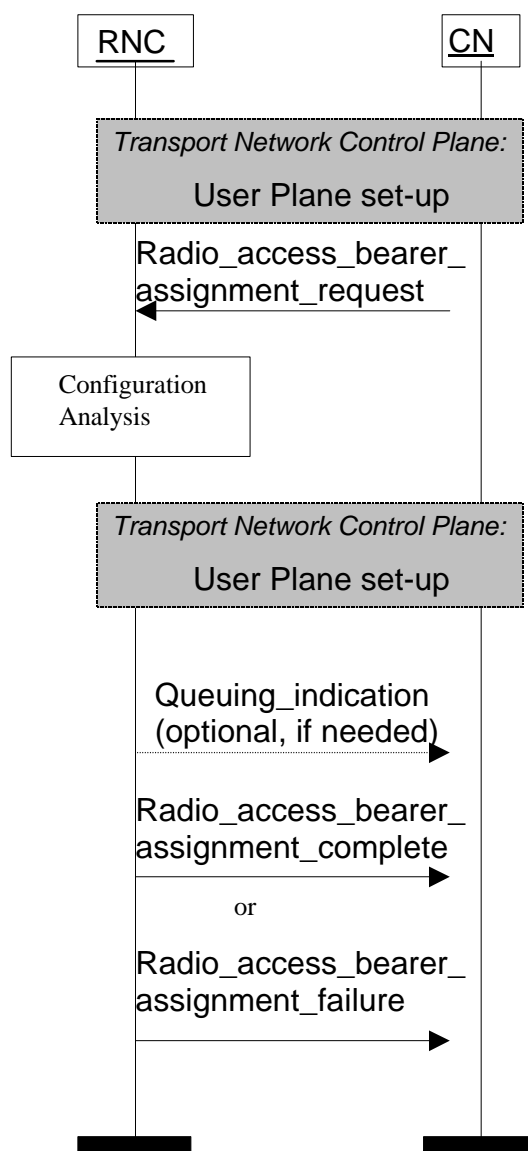 RNC
CN
Transport Network Control Plane:
User Plane set-up
Radio_access_bearer_
assignment_request
Configuration
Analysis
Transport Network Control Plane:
User Plane set-up
Queuing_indication
(optional, if needed)
Radio_access_bearer_
assignment_complete
or
Radio_access_bearer_
assignment_failure